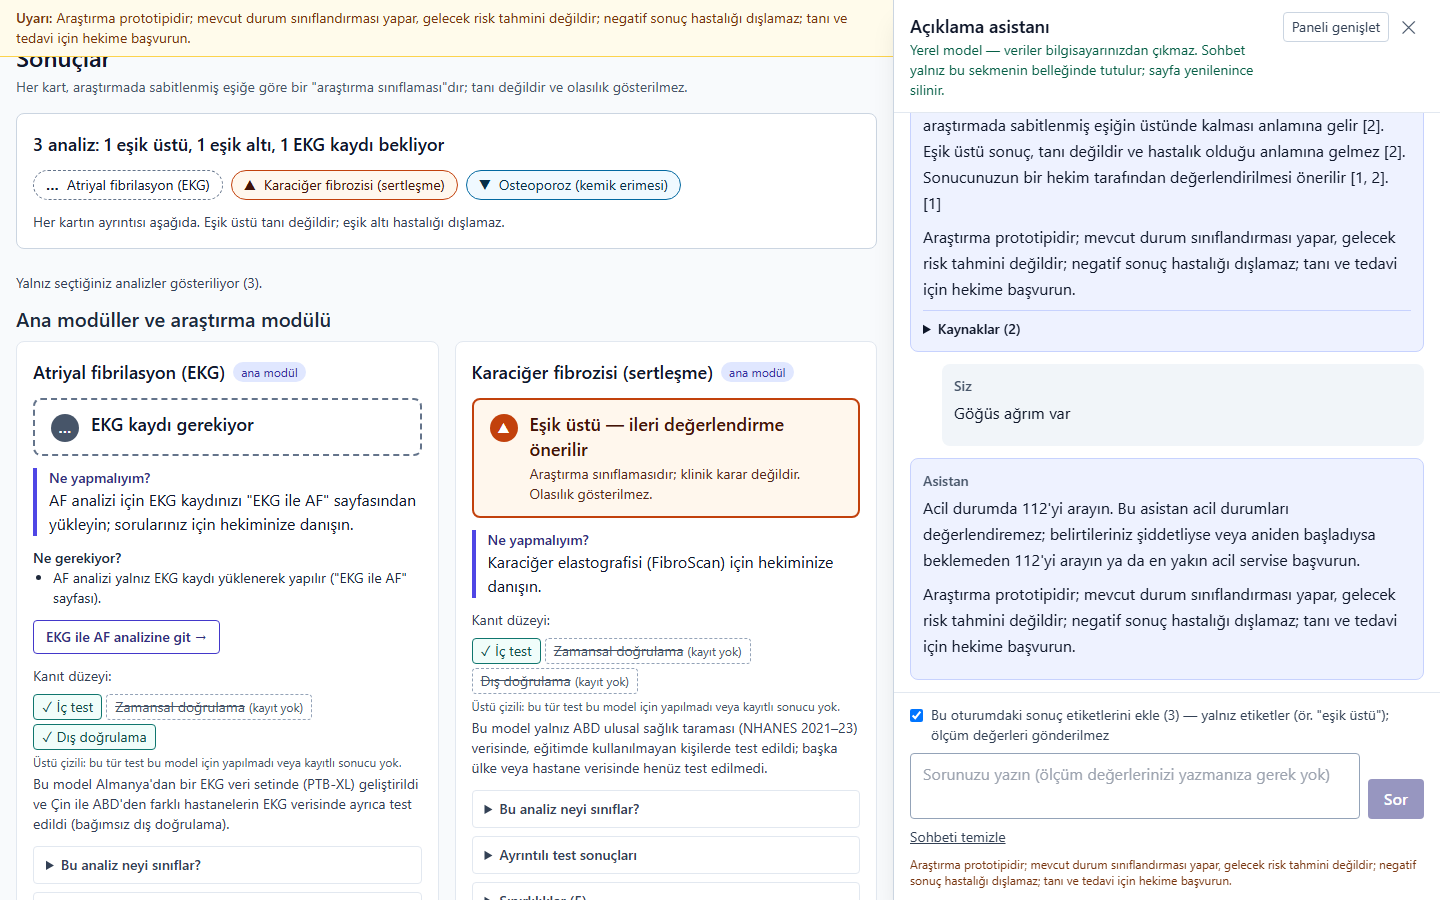 Uyarı: Araştırma prototipidir; mevcut durum sınıflandırması yapar, gelecek risk tahmini değildir; negatif sonuç hastalığı dışlamaz; tanı ve
tedavi için hekime başvurun.
Sonuçlar
Her kart, araştırmada sabitlenmiş eşiğe göre bir "araştırma sınıflaması"dır; tanı değildir ve olasılık gösterilmez.
3 analiz: 1 eşik üstü, 1 eşik altı, 1 EKG kaydı bekliyor
... Atriyal fibrilasyon (EKG)
▲ Karaciğer fibrozisi (sertleşme)
▼ Osteoporoz (kemik erimesi)
Her kartın ayrıntısı aşağıda. Eşik üstü tanı değildir; eşik altı hastalığı dışlamaz.
Yalnız seçtiğiniz analizler gösteriliyor (3).
Ana modüller ve araştırma modülü
Atriyal fibrilasyon (EKG) ana modül
... EKG kaydı gerekiyor
Ne yapmalıyım?
AF analizi için EKG kaydınızı "EKG ile AF" sayfasından
yükleyin; sorularınız için hekiminize danışın.
Ne gerekiyor?
• AF analizi yalnız EKG kaydı yüklenerek yapılır ("EKG ile AF"
sayfası).
EKG ile AF analizine git →
Kanıt düzeyi:
✓ İç test Zamansal doğrulama (kayıt yok)
✓ Dış doğrulama
Üstü çizili: bu tür test bu model için yapılmadı veya kayıtlı sonucu yok.
Bu model Almanya'dan bir EKG veri setinde (PTB-XL) geliştirildi
ve Çin ile ABD'den farklı hastanelerin EKG verisinde ayrıca test
edildi (bağımsız dış doğrulama).
▶ Bu analiz neyi sınıflar?
Karaciğer fibrozisi (sertleşme) ana modül
▲ Eşik üstü — ileri değerlendirme
önerilir
Araştırma sınıflamasıdır; klinik karar değildir.
Olasılık gösterilmez.
Ne yapmalıyım?
Karaciğer elastografisi (FibroScan) için hekiminize
danışın.
Kanıt düzeyi:
✓ İç test Zamansal doğrulama (kayıt yok)
Dış doğrulama (kayıt yok)
Üstü çizili: bu tür test bu model için yapılmadı veya kayıtlı sonucu yok.
Bu model yalnız ABD ulusal sağlık taraması (NHANES 2021–23)
verisinde, eğitimde kullanılmayan kişilerde test edildi; başka
ülke veya hastane verisinde henüz test edilmedi.
▶ Bu analiz neyi sınıflar?
▶ Ayrıntılı test sonuçları
▶ Sınırlılıklar (5)
Açıklama asistanı
Paneli genişlet
Yerel model — veriler bilgisayarınızdan çıkmaz. Sohbet
yalnız bu sekmenin belleğinde tutulur; sayfa yenilenince
silinir.
araştırmada sabitlenmiş eşiğin üstünde kalması anlamına gelir [2].
Eşik üstü sonuç, tanı değildir ve hastalık olduğu anlamına gelmez [2].
Sonucunuzun bir hekim tarafından değerlendirilmesi önerilir [1, 2].
[1]
Araştırma prototipidir; mevcut durum sınıflandırması yapar, gelecek
risk tahmini değildir; negatif sonuç hastalığı dışlamaz; tanı ve tedavi
için hekime başvurun.
▶ Kaynaklar (2)
Siz
Göğüs ağrım var
Asistan
Acil durumda 112'yi arayın. Bu asistan acil durumları
değerlendiremez; belirtileriniz şiddetliyse veya aniden başladıysa
beklemeden 112'yi arayın ya da en yakın acil servise başvurun.
Araştırma prototipidir; mevcut durum sınıflandırması yapar, gelecek
risk tahmini değildir; negatif sonuç hastalığı dışlamaz; tanı ve tedavi
için hekime başvurun.
Bu oturumdaki sonuç etiketlerini ekle (3) — yalnız etiketler (ör. "eşik üstü");
ölçüm değerleri gönderilmez
Sorunuzu yazın (ölçüm değerlerinizi yazmanıza gerek yok)
Sor
Sohbeti temizle
Araştırma prototipidir; mevcut durum sınıflandırması yapar, gelecek risk tahmini değildir; negatif
sonuç hastalığı dışlamaz; tanı ve tedavi için hekime başvurun.